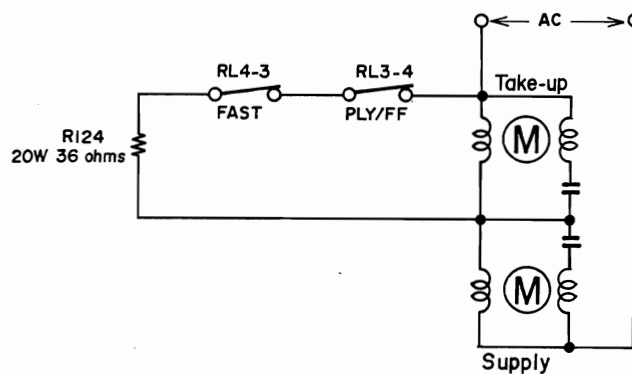 AC
RL4-3
RL3-4
Take-up
FAST
PLY/FF
R124
20W 36 ohms
M
M
Supply